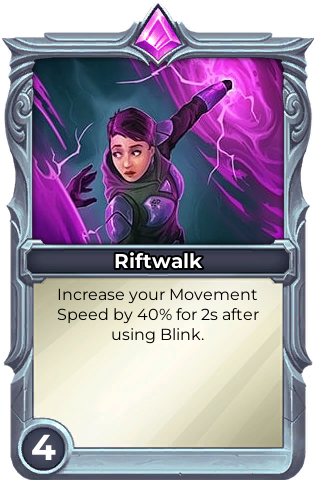 Riftwalk
Increase your Movement
Speed by 40% for 2s after
using Blink.
4